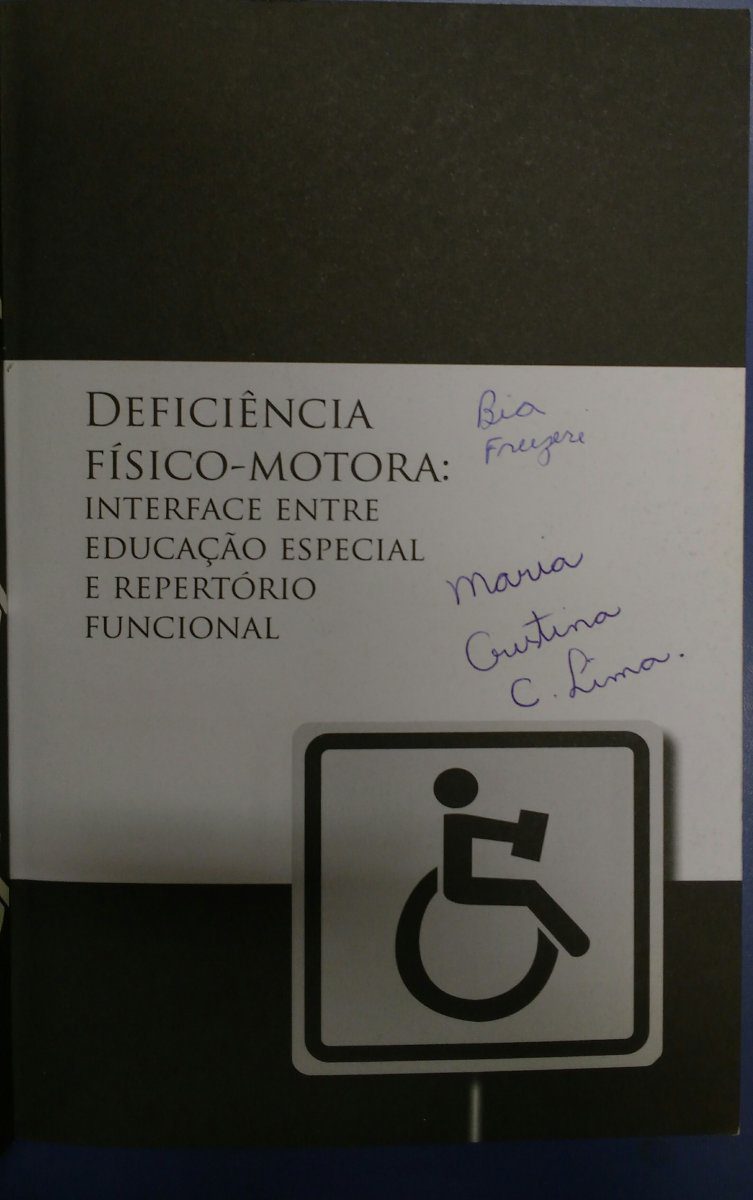 DEFICIÊNCIA
FÍSICO-MOTORA:
INTERFACE ENTRE
EDUCAÇÃO ESPECIAL
E REPERTÓRIO
FUNCIONAL
Bia
Maria
Cristina
C. Lima.